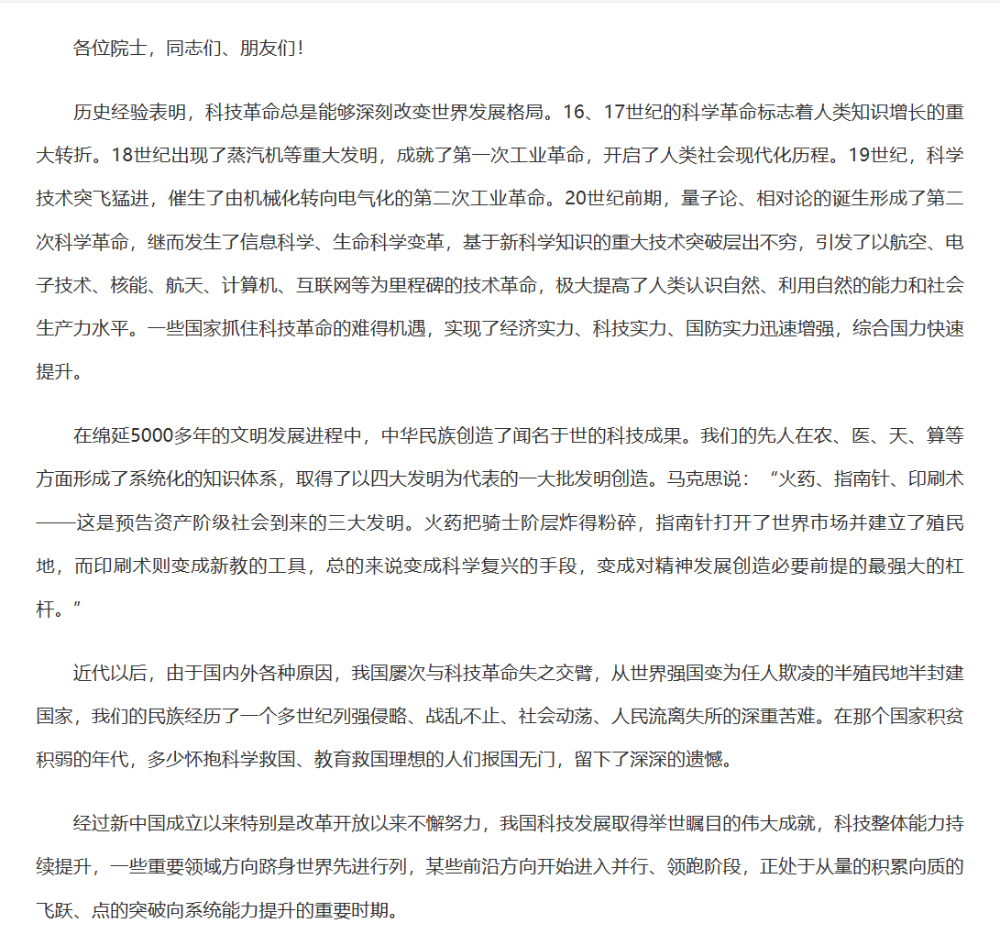 各位院士，同志们、朋友们！
历史经验表明，科技革命总是能够深刻改变世界发展格局。16、17世纪的科学革命标志着人类知识增长的重
大转折。18世纪出现了蒸汽机等重大发明，成就了第一次工业革命，开启了人类社会现代化历程。19世纪，科学
技术突飞猛进，催生了由机械化转向电气化的第二次工业革命。20世纪前期，量子论、相对论的诞生形成了第二
次科学革命，继而发生了信息科学、生命科学变革，基于新科学知识的重大技术突破层出不穷，引发了以航空、电
子技术、核能、航天、计算机、互联网等为里程碑的技术革命，极大提高了人类认识自然、利用自然的能力和社会
生产力水平。一些国家抓住科技革命的难得机遇，实现了经济实力、科技实力、国防实力迅速增强，综合国力快速
提升。
在绵延5000多年的文明发展进程中，中华民族创造了闻名于世的科技成果。我们的先人在农、医、天、算等
方面形成了系统化的知识体系，取得了以四大发明为代表的一大批发明创造。马克思说：“火药、指南针、印刷术
——这是预告资产阶级社会到来的三大发明。火药把骑士阶层炸得粉碎，指南针打开了世界市场并建立了殖民
地，而印刷术则变成新教的工具，总的来说变成科学复兴的手段，变成对精神发展创造必要前提的最强大的杠
杆。”
近代以后，由于国内外各种原因，我国屡次与科技革命失之交臂，从世界强国变为任人欺凌的半殖民地半封建
国家，我们的民族经历了一个多世纪列强侵略、战乱不止、社会动荡、人民流离失所的深重苦难。在那个国家积贫
积弱的年代，多少怀抱科学救国、教育救国理想的人们报国无门，留下了深深的遗憾。
经过新中国成立以来特别是改革开放以来不懈努力，我国科技发展取得举世瞩目的伟大成就，科技整体能力持
续提升，一些重要领域方向跻身世界先进行列，某些前沿方向开始进入并行、领跑阶段，正处于从量的积累向质的
飞跃、点的突破向系统能力提升的重要时期。